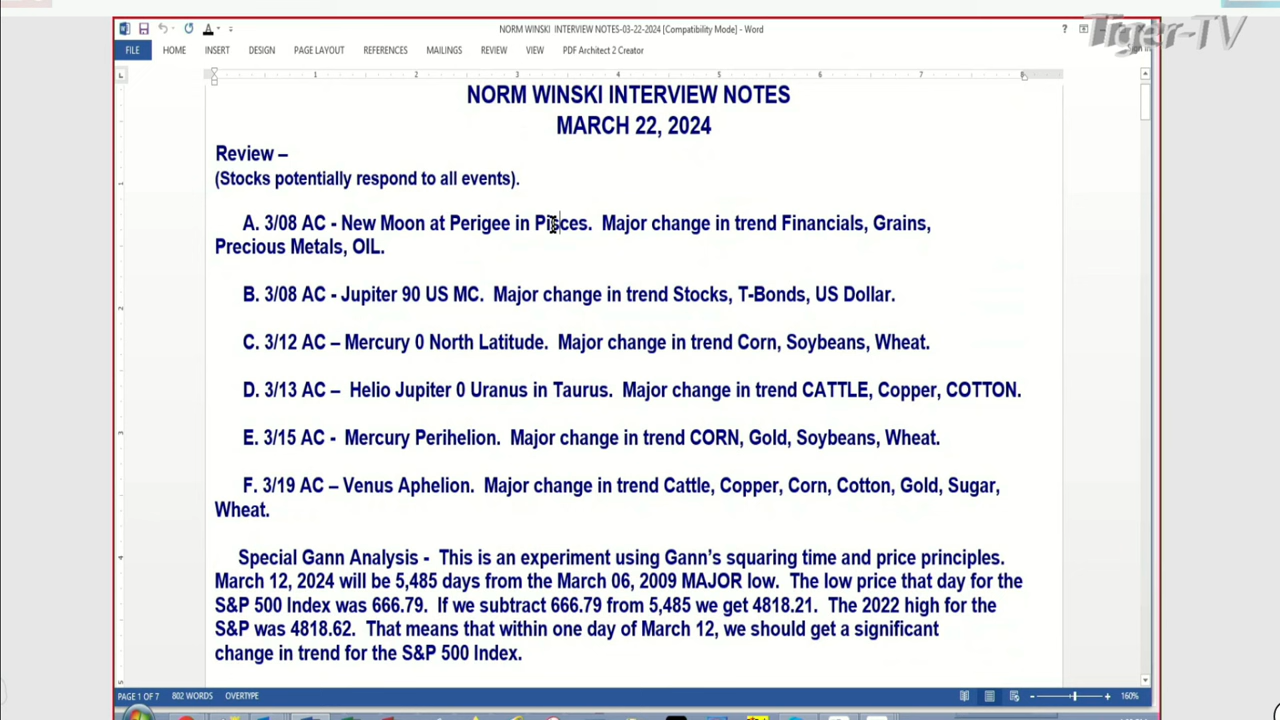 Tiger-TV
NORM WINSKI INTERVIEW NOTES-03-22-2024 [Compatibility Mode] - Word
?
FILE HOME INSERT DESIGN PAGE LAYOUT REFERENCES MAILINGS REVIEW VIEW PDF Architect 2 Creator
1 2 3 4 5 6 7 8
NORM WINSKI INTERVIEW NOTES
MARCH 22, 2024
Review –
(Stocks potentially respond to all events).
A. 3/08 AC - New Moon at Perigee in Pisces. Major change in trend Financials, Grains,
Precious Metals, OIL.
B. 3/08 AC - Jupiter 90 US MC. Major change in trend Stocks, T-Bonds, US Dollar.
C. 3/12 AC – Mercury 0 North Latitude. Major change in trend Corn, Soybeans, Wheat.
D. 3/13 AC – Helio Jupiter 0 Uranus in Taurus. Major change in trend CATTLE, Copper, COTTON.
E. 3/15 AC - Mercury Perihelion. Major change in trend CORN, Gold, Soybeans, Wheat.
F. 3/19 AC – Venus Aphelion. Major change in trend Cattle, Copper, Corn, Cotton, Gold, Sugar,
Wheat.
Special Gann Analysis - This is an experiment using Gann's squaring time and price principles.
March 12, 2024 will be 5,485 days from the March 06, 2009 MAJOR low. The low price that day for the
S&P 500 Index was 666.79. If we subtract 666.79 from 5,485 we get 4818.21. The 2022 high for the
S&P was 4818.62. That means that within one day of March 12, we should get a significant
change in trend for the S&P 500 Index.
PAGE 1 OF 7 802 WORDS OVERTYPE 160%